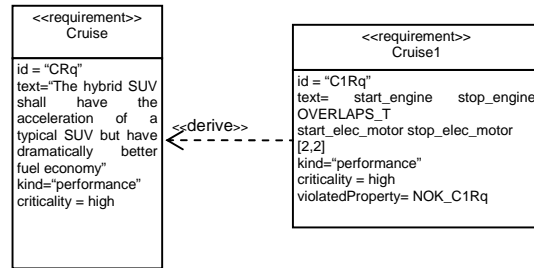 <<requirement>>
Cruise
id = “CRq”
text=“The hybrid SUV
shall have the
acceleration of a
typical SUV but have
dramatically better
fuel economy”
kind=“performance”
criticality = high
<<derive>>
<<requirement>>
Cruise1
id = “C1Rq”
text= start_engine stop_engine
OVERLAPS_T
start_elec_motor stop_elec_motor
[2,2]
kind=“performance”
criticality = high
violatedProperty= NOK_C1Rq